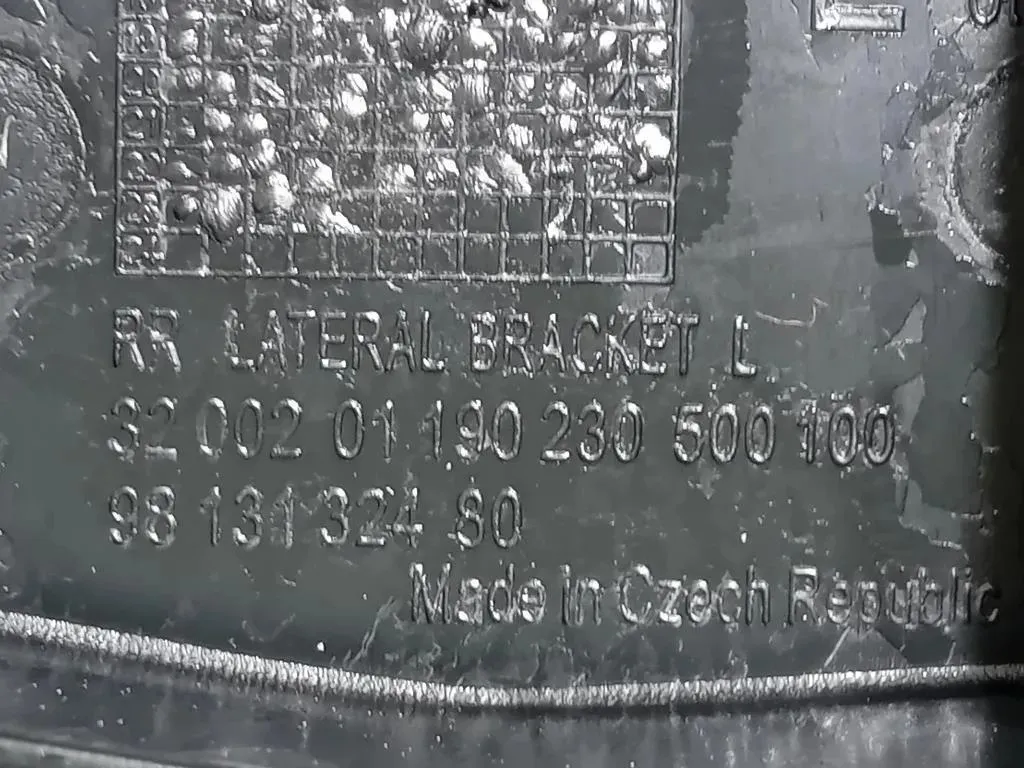 RR LATERAL BRACKET L
32 002 01 190 230 500 100
98 131 324 80
Made in Czech Republic